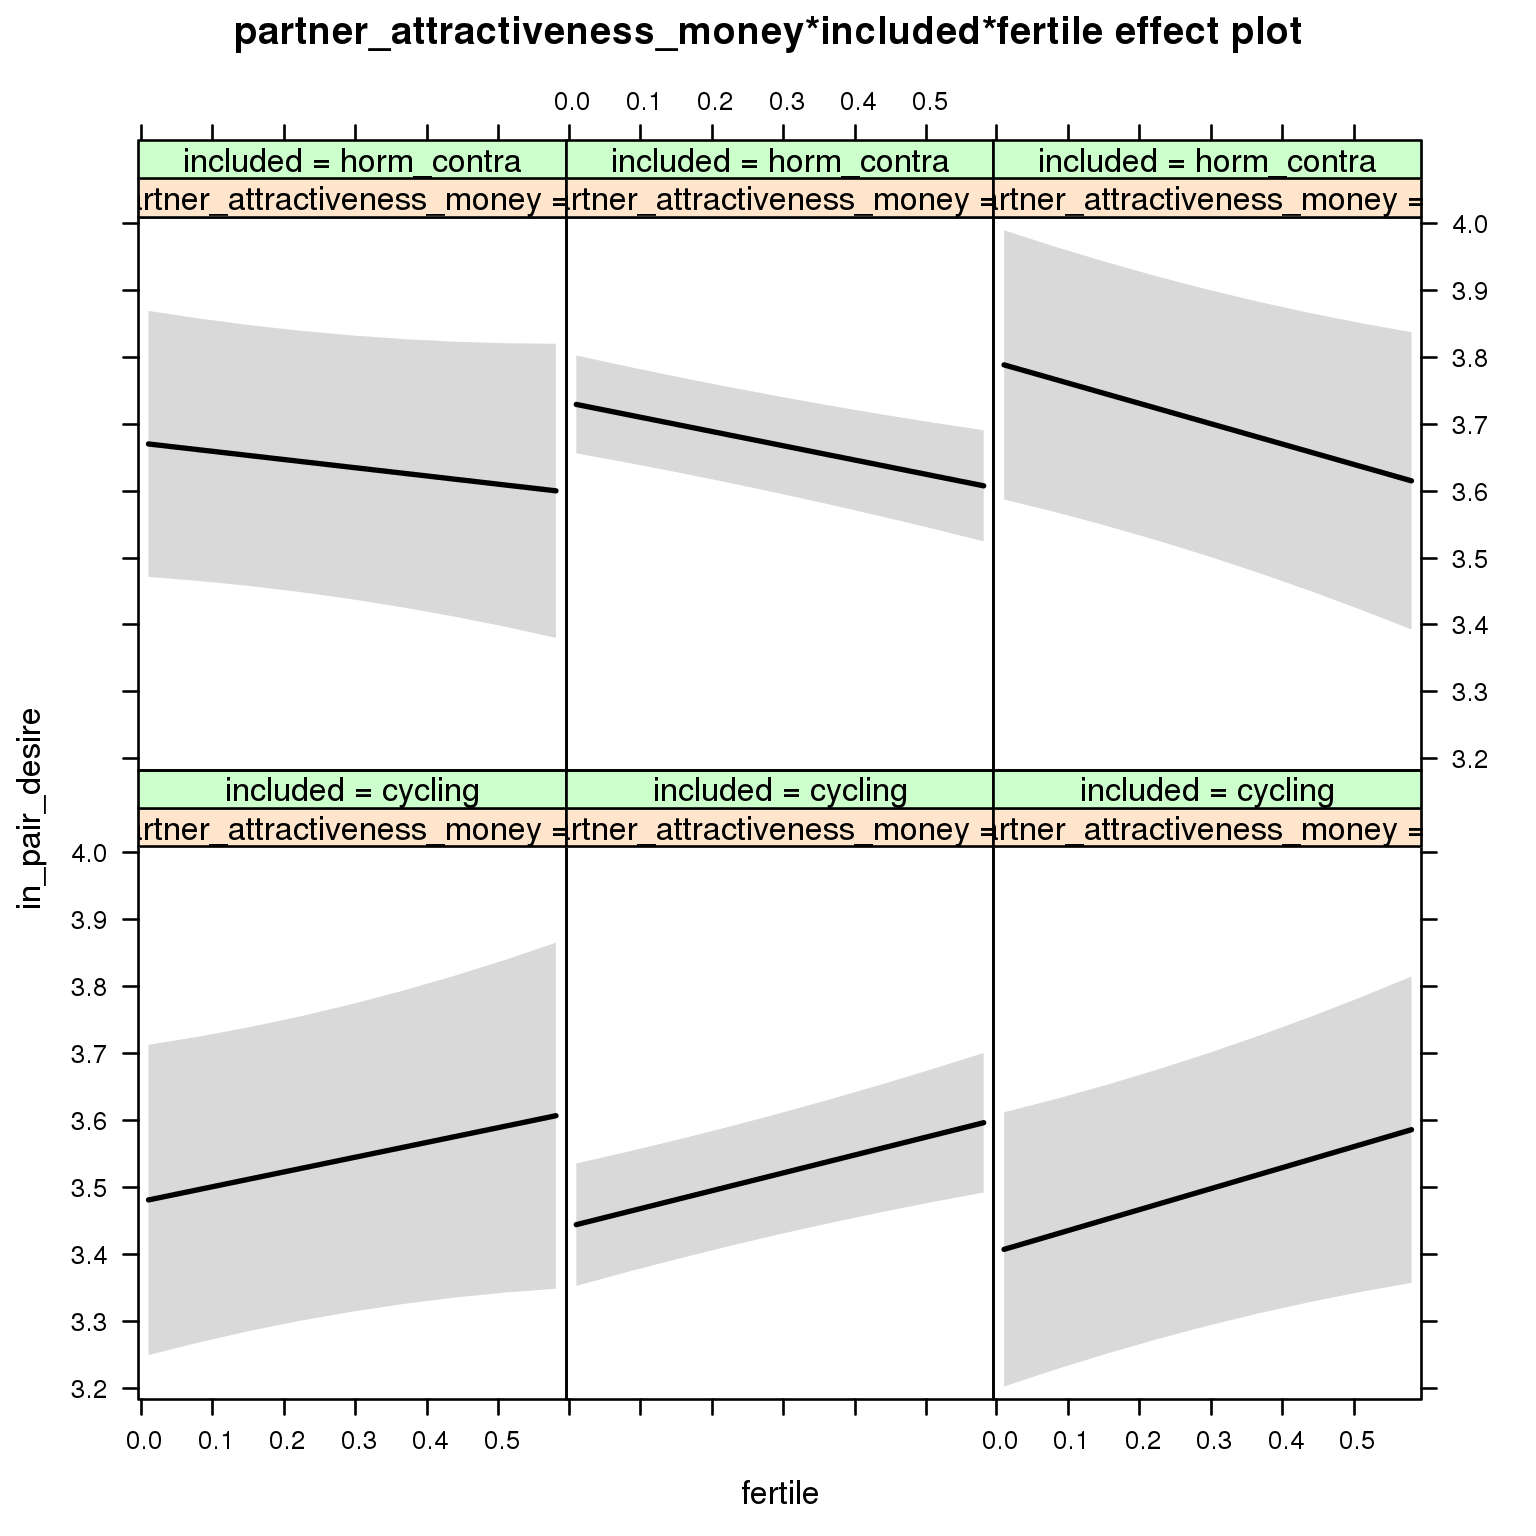 partner_attractiveness_money*included*fertile effect plot
0.0 0.1 0.2 0.3 0.4 0.5
included = horm_contra included = horm_contra included = horm_contra
rtner_attractiveness_money = rtner_attractiveness_money = rtner_attractiveness_money =
4.0
3.9
3.8
3.7
3.6
3.5
3.4
3.3
3.2
in_pair_desire
included = cycling included = cycling included = cycling
rtner_attractiveness_money = rtner_attractiveness_money = rtner_attractiveness_money =
4.0
3.9
3.8
3.7
3.6
3.5
3.4
3.3
3.2
0.0 0.1 0.2 0.3 0.4 0.5 0.0 0.1 0.2 0.3 0.4 0.5
fertile